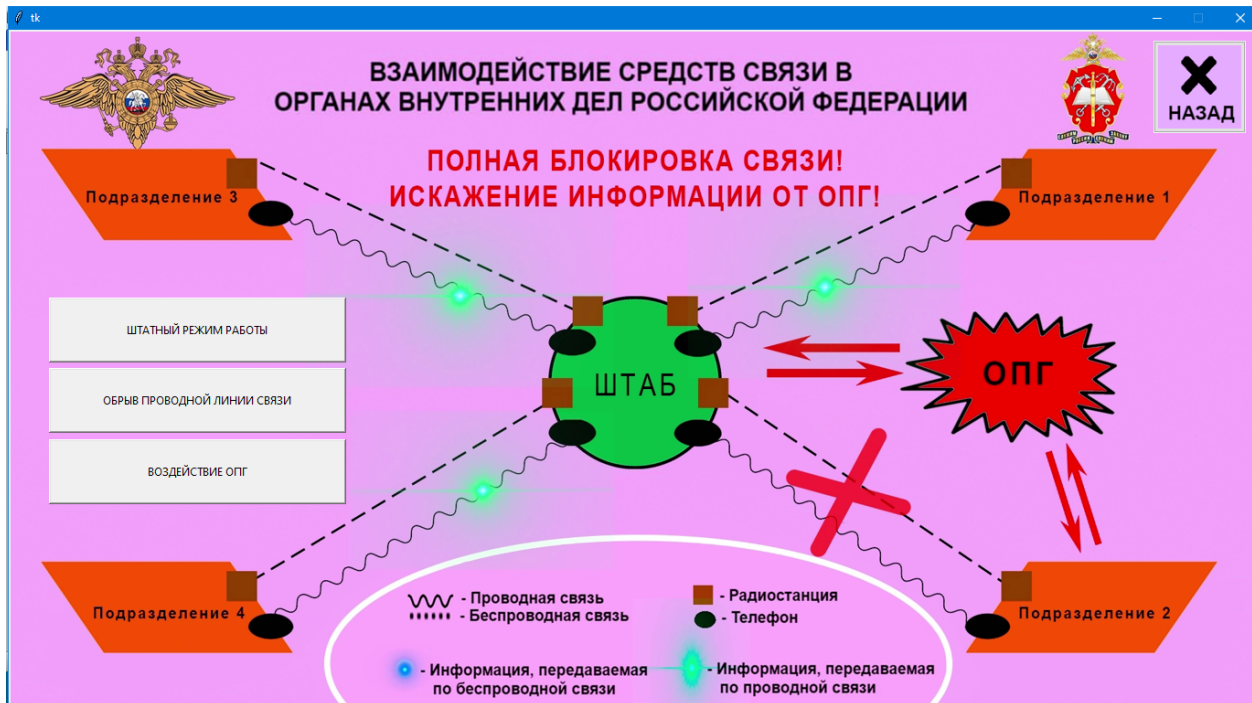 tk
ВЗАИМОДЕЙСТВИЕ СРЕДСТВ СВЯЗИ В
ОРГАНАХ ВНУТРЕННИХ ДЕЛ РОССИЙСКОЙ ФЕДЕРАЦИИ
НАЗАД
ПОЛНАЯ БЛОКИРОВКА СВЯЗИ!
ИСКАЖЕНИЕ ИНФОРМАЦИИ ОТ ОПГ!
Подразделение 3
Подразделение 1
ШТАТНЫЙ РЕЖИМ РАБОТЫ
ОБРЫВ ПРОВОДНОЙ ЛИНИИ СВЯЗИ
ВОЗДЕЙСТВИЕ ОПГ
ШТАБ
ОПГ
Подразделение 4
Подразделение 2
- Проводная связь
- Беспроводная связь
- Радиостанция
- Телефон
- Информация, передаваемая
по беспроводной связи
- Информация, передаваемая
по проводной связи